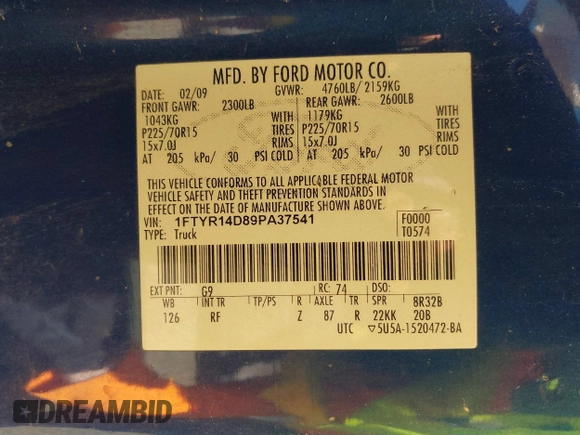 MFD. BY FORD MOTOR CO.
DATE: 02/09 GVWR: 4760LB/ 2159KG
FRONT GAWR: 2300LB REAR GAWR: 2600LB
1043KG WITH 1179KG WITH
P225/70R15 TIRES P225/70R15 TIRES
15x7.0J RIMS 15x7.0J RIMS
AT 205 kPa/ 30 PSI COLD AT 205 kPa/ 30 PSI COLD
THIS VEHICLE CONFORMS TO ALL APPLICABLE FEDERAL MOTOR
VEHICLE SAFETY AND THEFT PREVENTION STANDARDS IN
EFFECT ON THE DATE OF MANUFACTURE SHOWN ABOVE.
VIN: 1FTYR14D89PA37541 F0000
TYPE: Truck T0574
EXT PNT: G9 RC: 74 DSO:
WB INT TR TP/PS R AXLE TR SPR 8R32B
126 RF Z 87 R 22KK 20B
UTC ▽5U5A-1520472-BA
DREAMBID